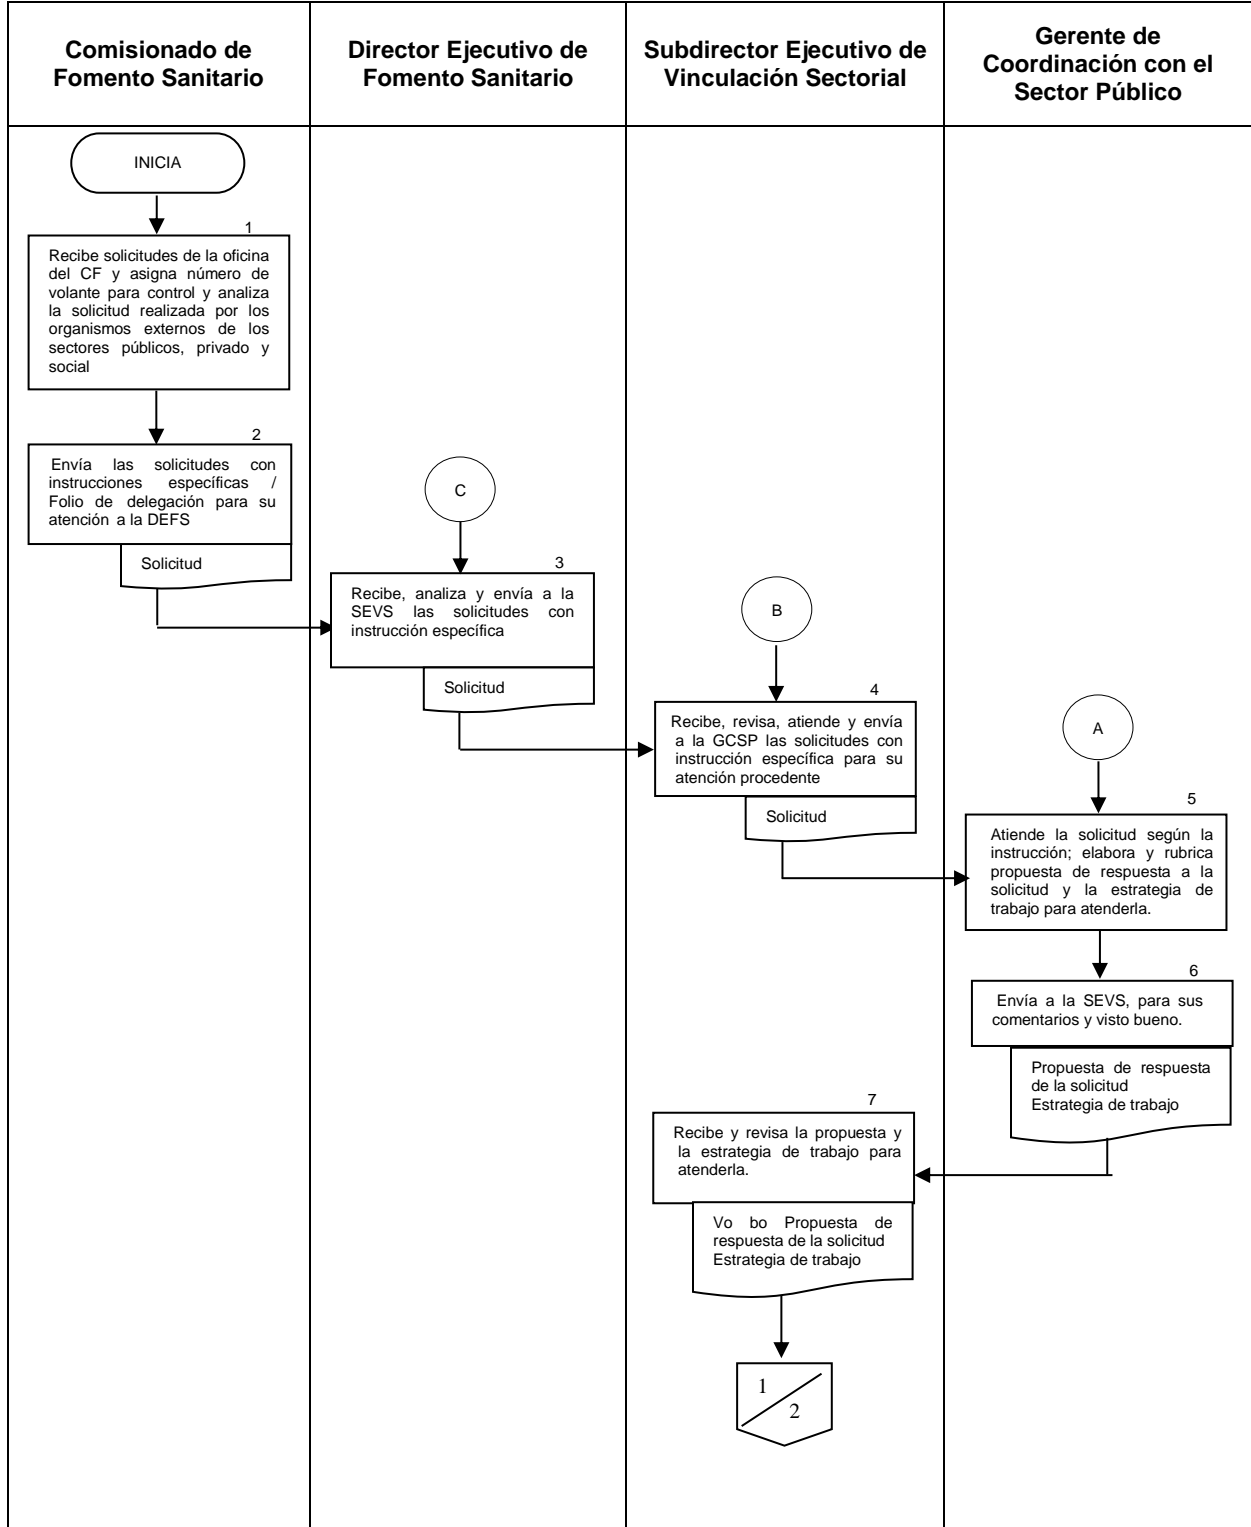 Comisionado de
Fomento Sanitario
Director Ejecutivo de
Fomento Sanitario
Subdirector Ejecutivo de
Vinculación Sectorial
Gerente de
Coordinación con el
Sector Público
INICIA
1
Recibe solicitudes de la oficina
del CF y asigna número de
volante para control y analiza
la solicitud realizada por los
organismos externos de los
sectores públicos, privado y
social
2
Envía las solicitudes con
instrucciones específicas /
Folio de delegación para su
atención a la DEFS
Solicitud
C
3
Recibe, analiza y envía a la
SEVS las solicitudes con
instrucción específica
Solicitud
B
4
Recibe, revisa, atiende y envía
a la GCSP las solicitudes con
instrucción específica para su
atención procedente
Solicitud
A
5
Atiende la solicitud según la
instrucción; elabora y rubrica
propuesta de respuesta a la
solicitud y la estrategia de
trabajo para atenderla.
6
Envía a la SEVS, para sus
comentarios y visto bueno.
Propuesta de respuesta
de la solicitud
Estrategia de trabajo
7
Recibe y revisa la propuesta y
la estrategia de trabajo para
atenderla.
Vo bo Propuesta de
respuesta de la solicitud
Estrategia de trabajo
1
2